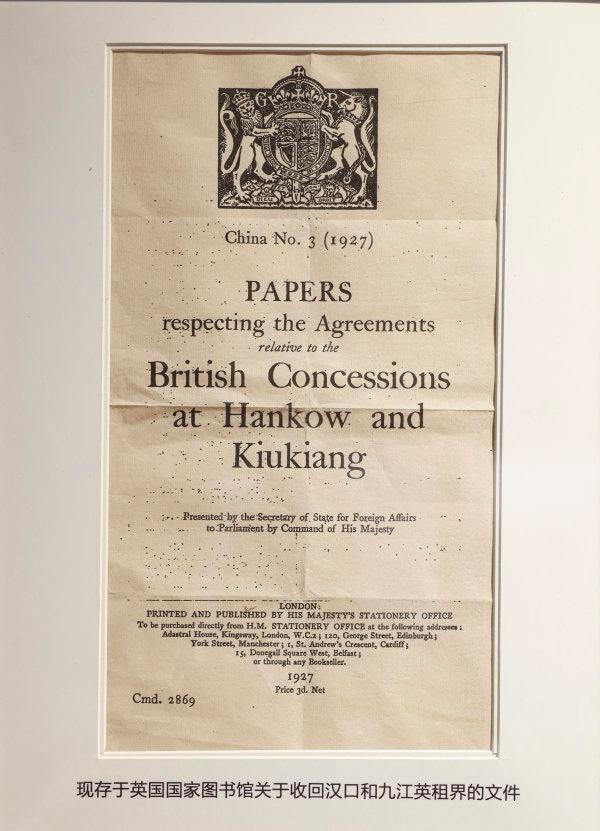 G R
DIEU DROIT
China No. 3 (1927)
PAPERS
respecting the Agreements
relative to the
British Concessions
at Hankow and
Kiukiang
Presented by the Secretary of State for Foreign Affairs
to Parliament by Command of His Majesty
LONDON:
PRINTED AND PUBLISHED BY HIS MAJESTY'S STATIONERY OFFICE
To be purchased directly from H.M. STATIONERY OFFICE at the following addresses:
Adastral House, Kingsway, London, W.C.2; 120, George Street, Edinburgh;
York Street, Manchester; 1, St. Andrew's Crescent, Cardiff;
15, Donegall Square West, Belfast;
or through any Bookseller.
1927
Price 3d. Net
Cmd. 2869
现存于英国国家图书馆关于收回汉口和九江英租界的文件